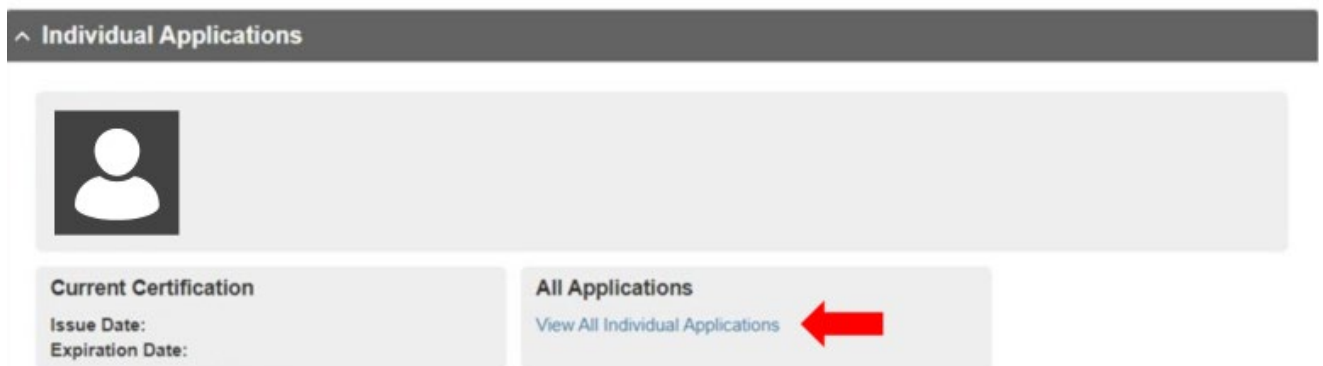 Individual Applications
Current Certification
Issue Date:
Expiration Date:
All Applications
View All Individual Applications